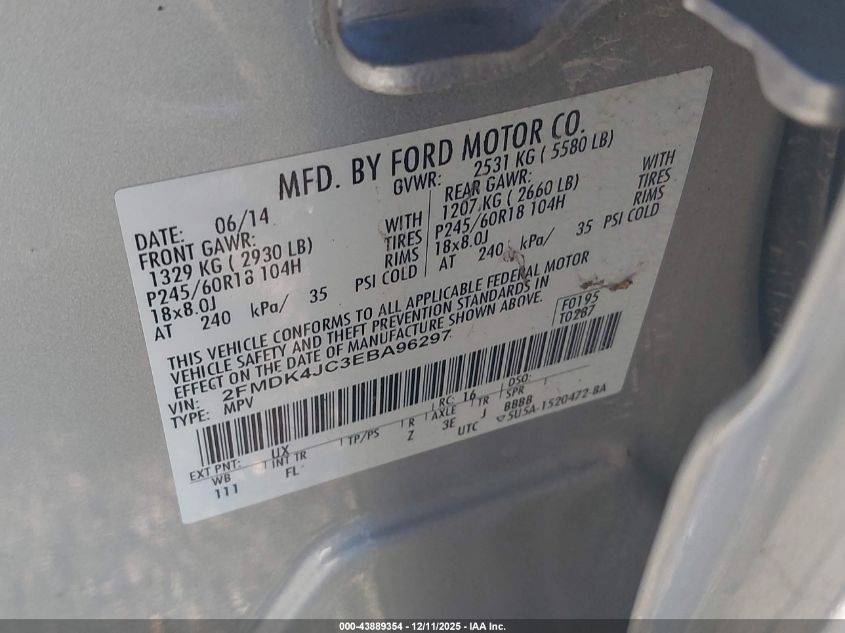 MFD. BY FORD MOTOR CO.
DATE: 06/14
GVWR: 2531 KG ( 5580 LB)
FRONT GAWR:
1329 KG ( 2930 LB)
P245/60R18 104H
18x8.0J
AT 240 kPa/ 35 PSI COLD
WITH
TIRES
RIMS
REAR GAWR:
1207 KG ( 2660 LB)
P245/60R18 104H
18x8.0J
AT 240 kPa/ 35 PSI COLD
WITH
TIRES
RIMS
THIS VEHICLE CONFORMS TO ALL APPLICABLE FEDERAL MOTOR
VEHICLE SAFETY AND THEFT PREVENTION STANDARDS IN
EFFECT ON THE DATE OF MANUFACTURE SHOWN ABOVE.
VIN: 2FMDK4JC3EBA96297
TYPE: MPV
F0195
T0287
EXT PNT: UX
RC: 16 DSO:
WB INT TR TP/PS R AXLE TR SPR
111 FL Z 3E J BBBB
UTC 5U5A-1520472-BA
000-43889354 - 12/11/2025 - IAA Inc.